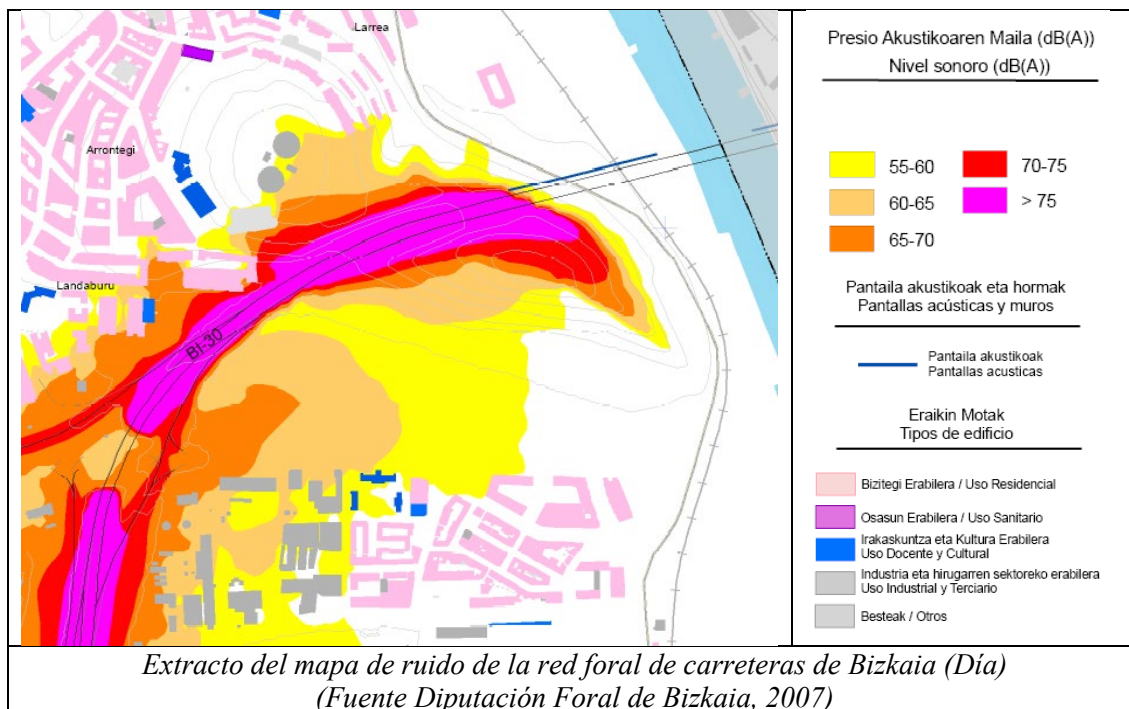 Larrea
Arrontegi
Landaburu
BI-30
Presio Akustikoaren Maila (dB(A))
Nivel sonoro (dB(A))
55-60
70-75
60-65
> 75
65-70
Pantaila akustikoak eta hormak
Pantallas acústicas y muros
Pantaila akustikoak
Pantallas acusticas
Eraikin Motak
Tipos de edificio
Bizitegi Erabilera / Uso Residencial
Osasun Erabilera / Uso Sanitario
Irakaskuntza eta Kultura Erabilera
Uso Docente y Cultural
Industria eta hirugarren sektoreko erabilera
Uso Industrial y Terciario
Besteak / Otros
Extracto del mapa de ruido de la red foral de carreteras de Bizkaia (Día)
(Fuente Diputación Foral de Bizkaia, 2007)